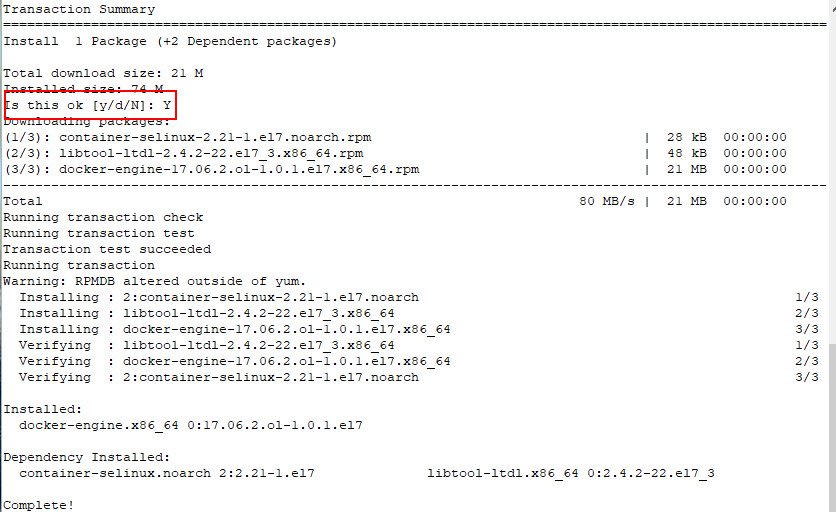 Transaction Summary
================================================================================
Install  1 Package (+2 Dependent packages)
Total download size: 21 M
Installed size: 74 M
Is this ok [y/d/N]: Y
Downloading packages:
(1/3): container-selinux-2.21-1.el7.noarch.rpm | 28 kB 00:00:00
(2/3): libtool-ltdl-2.4.2-22.el7_3.x86_64.rpm | 48 kB 00:00:00
(3/3): docker-engine-17.06.2.ol-1.0.1.el7.x86_64.rpm | 21 MB 00:00:00
--------------------------------------------------------------------------------
Total 80 MB/s | 21 MB 00:00:00
Running transaction check
Running transaction test
Transaction test succeeded
Running transaction
Warning: RPMDB altered outside of yum.
Installing : 2:container-selinux-2.21-1.el7.noarch 1/3
Installing : libtool-ltdl-2.4.2-22.el7_3.x86_64 2/3
Installing : docker-engine-17.06.2.ol-1.0.1.el7.x86_64 3/3
Verifying : libtool-ltdl-2.4.2-22.el7_3.x86_64 1/3
Verifying : docker-engine-17.06.2.ol-1.0.1.el7.x86_64 2/3
Verifying : 2:container-selinux-2.21-1.el7.noarch 3/3
Installed:
docker-engine.x86_64 0:17.06.2.ol-1.0.1.el7
Dependency Installed:
container-selinux.noarch 2:2.21-1.el7 libtool-ltdl.x86_64 0:2.4.2-22.el7_3
Complete!